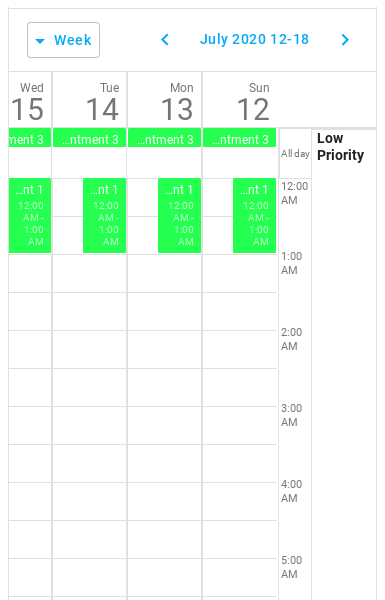 Week
July 2020 12-18
Wed
15
Tue
14
Mon
13
Sun
12
...ntment 3
...ntment 3
...ntment 3
Low
Priority
All day
...nt 1
12:00
AM -
1:00
AM
...nt 1
12:00
AM -
1:00
AM
...nt 1
12:00
AM -
1:00
AM
...nt 1
12:00
AM -
1:00
AM
12:00
AM
1:00
AM
2:00
AM
3:00
AM
4:00
AM
5:00
AM